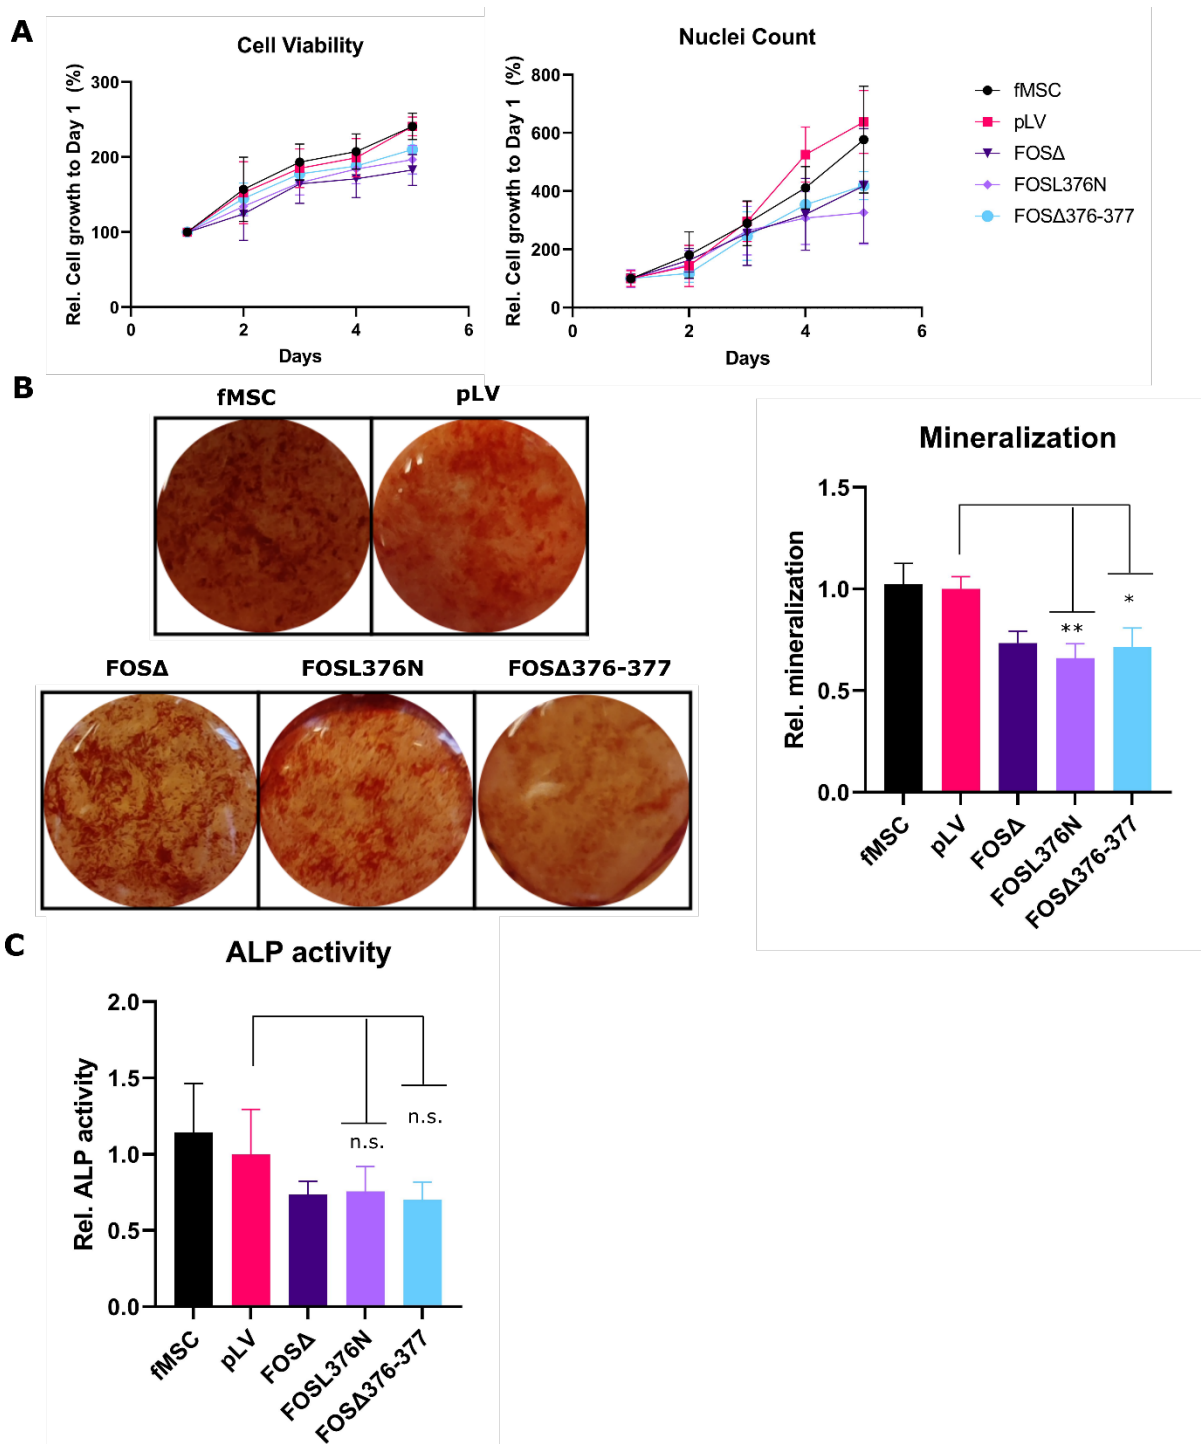 A
Cell Viability
Rel. Cell growth to Day 1 (%)
300
200
100
0
0 2 4 6
Days
Nuclei Count
Rel. Cell growth to Day 1 (%)
800
600
400
200
0
0 2 4 6
Days
fMSC
pLV
FOSΔ
FOSL376N
FOSΔ376-377
B
fMSC pLV
FOSΔ FOSL376N FOSΔ376-377
Mineralization
Rel. mineralization
1.5
1.0
0.5
0.0
**
*
fMSC
pLV
FOSΔ
FOSL376N
FOSΔ376-377
C
ALP activity
Rel. ALP activity
2.0
1.5
1.0
0.5
0.0
n.s.
n.s.
fMSC
pLV
FOSΔ
FOSL376N
FOSΔ376-377